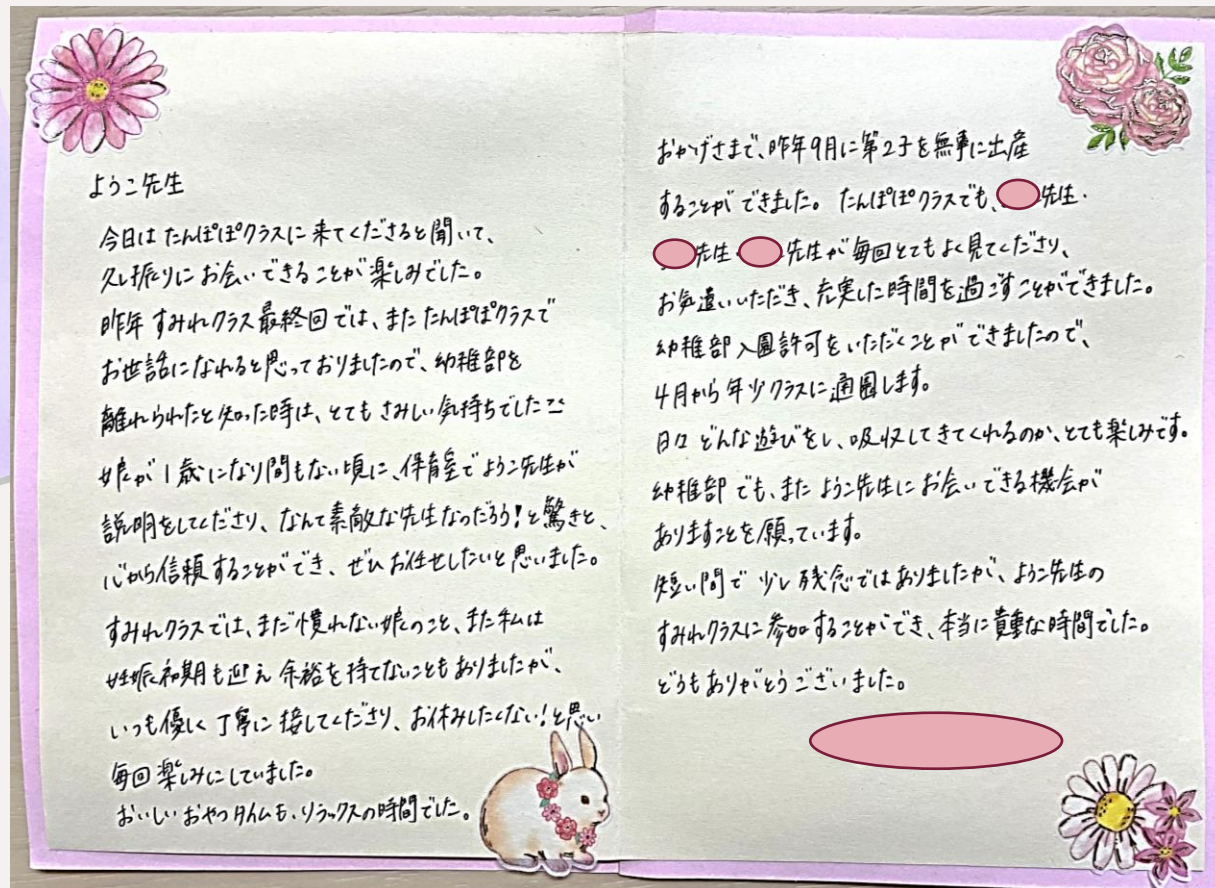 ようこ先生
今日は たんぽぽクラスに 来てくださると聞いて、
久し振りに お会いできることが 楽しみでした。
昨年 すみれクラス 最終回では、また たんぽぽクラスで
お世話になれると思っておりましたので、幼稚部を
離れられたと知った時は、とても さみしい気持ちでした
娘が 1歳になり間もない頃に、保育室でようこ先生が
説明をしてくださり、なんて素敵な先生なっだろう!と驚きと、
心から信頼することができ、ぜひ お任せしたいと思いました。
すみれクラスでは、まだ慣れない娘のこと、また私は
妊娠初期も迎え 余裕を持てないこともありましたが、
いつも優しく 丁寧に 接してくださり、お休みしたくない!と思い
毎回 楽しみにしていました。
おいしい おやつタイムも、リラックスの時間でした。
おかげさまで、昨年9月に第2子を無事に出産
することが できました。 たんぽぽクラスでも、先生・
先生・先生が 毎回とてもよく見てくださり、
お気遣いいただき、充実した時間を過ごすことができました。
幼稚部入園許可をいただくことができましたので、
4月から 年少クラスに 通園します。
日々 どんな遊びをし、吸収してきてくれるのか、とても楽しみです。
幼稚部でも、また ようこ先生に お会いできる機会が
ありますことを願っています。
短い間で 少し残念ではありましたが、ようこ先生の
すみれクラスに参加することができ、本当に貴重な時間でした。
どうもありがとうございました。